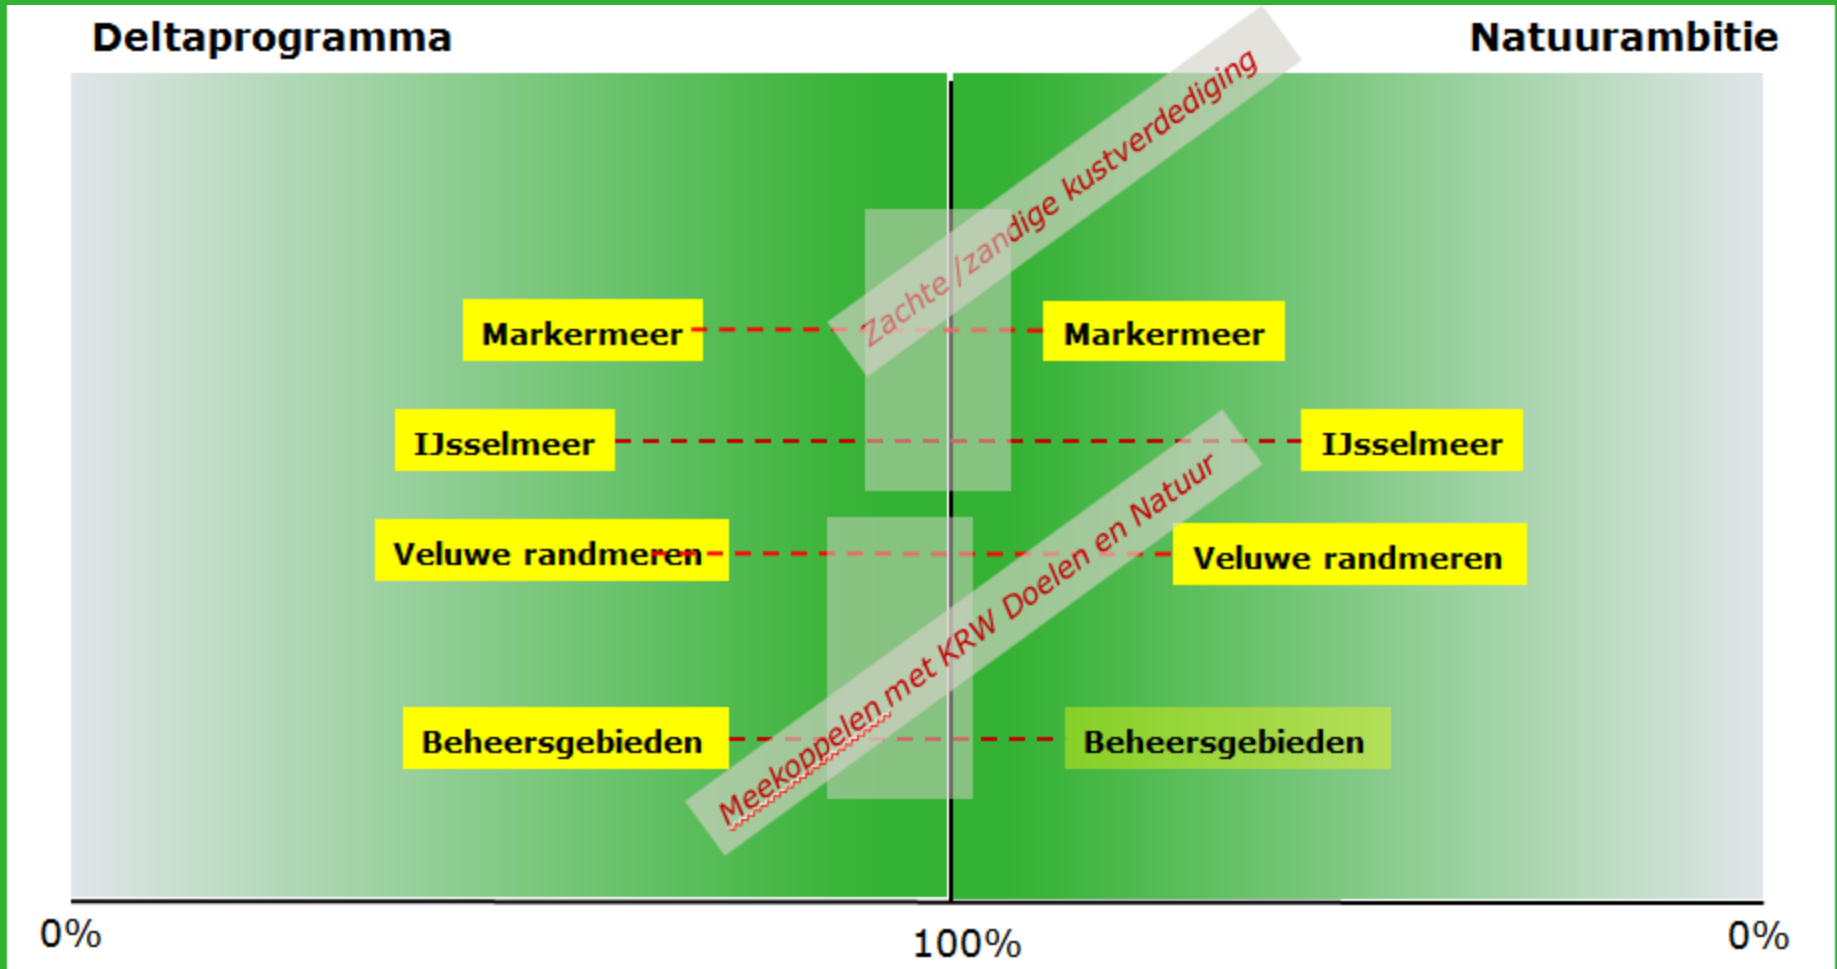 Deltaprogramma
Natuurambitie
Zachte /zandige kustverdediging
Markermeer
Markermeer
IJsselmeer
IJsselmeer
Veluwe randmeren
Veluwe randmeren
Meekoppelen met KRW Doelen en Natuur
Beheersgebieden
Beheersgebieden
0%
100%
0%